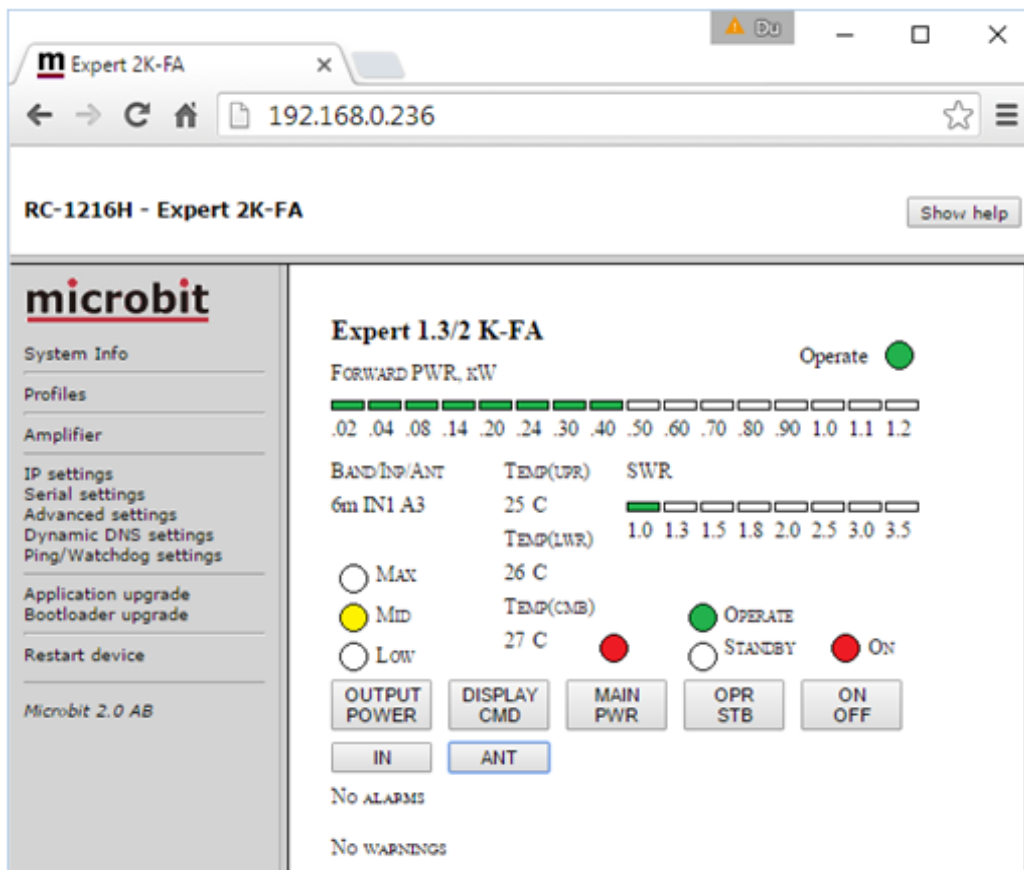 Du
m Expert 2K-FA
192.168.0.236
RC-1216H - Expert 2K-FA
Show help
microbit
System Info
Profiles
Amplifier
IP settings
Serial settings
Advanced settings
Dynamic DNS settings
Ping/Watchdog settings
Application upgrade
Bootloader upgrade
Restart device
Microbit 2.0 AB
Expert 1.3/2 K-FA
Operate
FORWARD PWR, KW
.02 .04 .08 .14 .20 .24 .30 .40 .50 .60 .70 .80 .90 1.0 1.1 1.2
BAND/INP/ANT TEMP(UPR) SWR
6m IN1 A3 25 C
TEMP(LWR) 1.0 1.3 1.5 1.8 2.0 2.5 3.0 3.5
MAX 26 C
MID TEMP(CMB) OPERATE
LOW 27 C STANDBY ON
OUTPUT POWER DISPLAY CMD MAIN PWR OPR STB ON OFF
IN ANT
NO ALARMS
NO WARNINGS